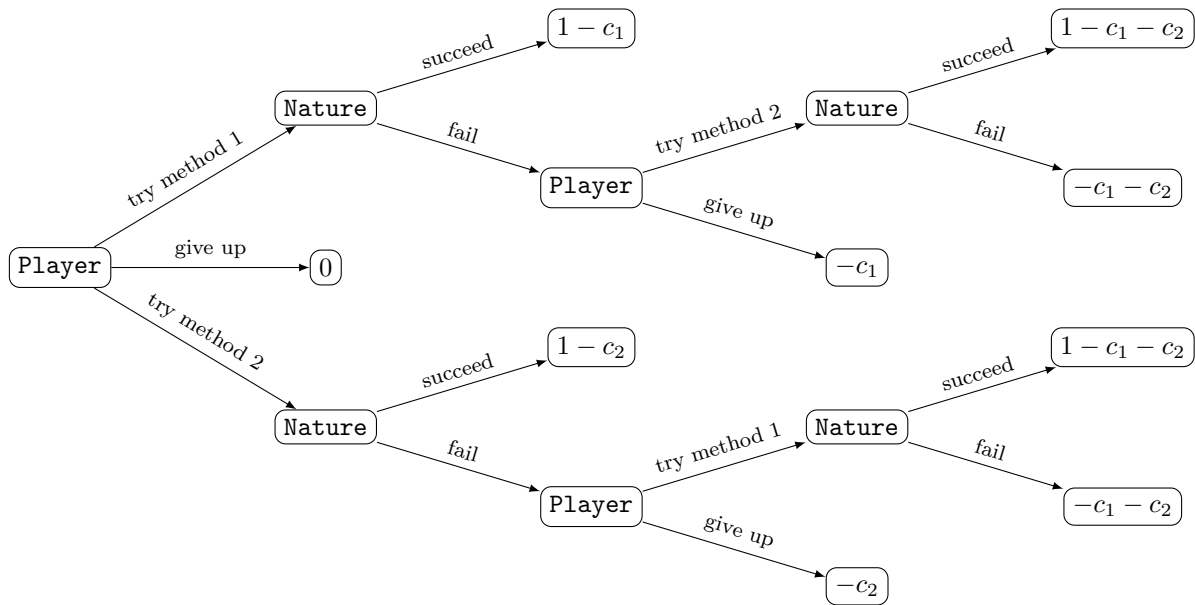 1 − c₁
1 − c₁ − c₂
succeed
succeed
Nature
Nature
fail
try method 2
fail
try method 1
Player
−c₁ − c₂
give up
give up
Player
0
−c₁
try method 2
1 − c₂
1 − c₁ − c₂
succeed
succeed
Nature
Nature
fail
try method 1
fail
Player
−c₁ − c₂
give up
−c₂